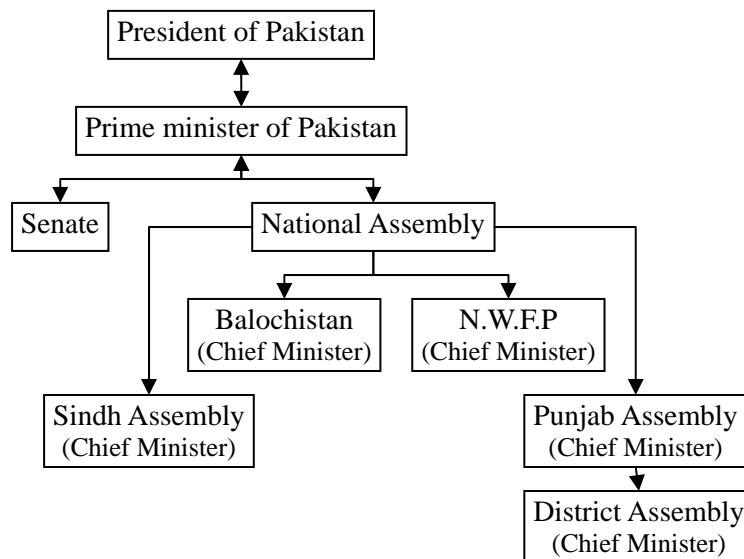 President of Pakistan
Prime minister of Pakistan
Senate
National Assembly
Balochistan
(Chief Minister)
N.W.F.P
(Chief Minister)
Sindh Assembly
(Chief Minister)
Punjab Assembly
(Chief Minister)
District Assembly
(Chief Minister)